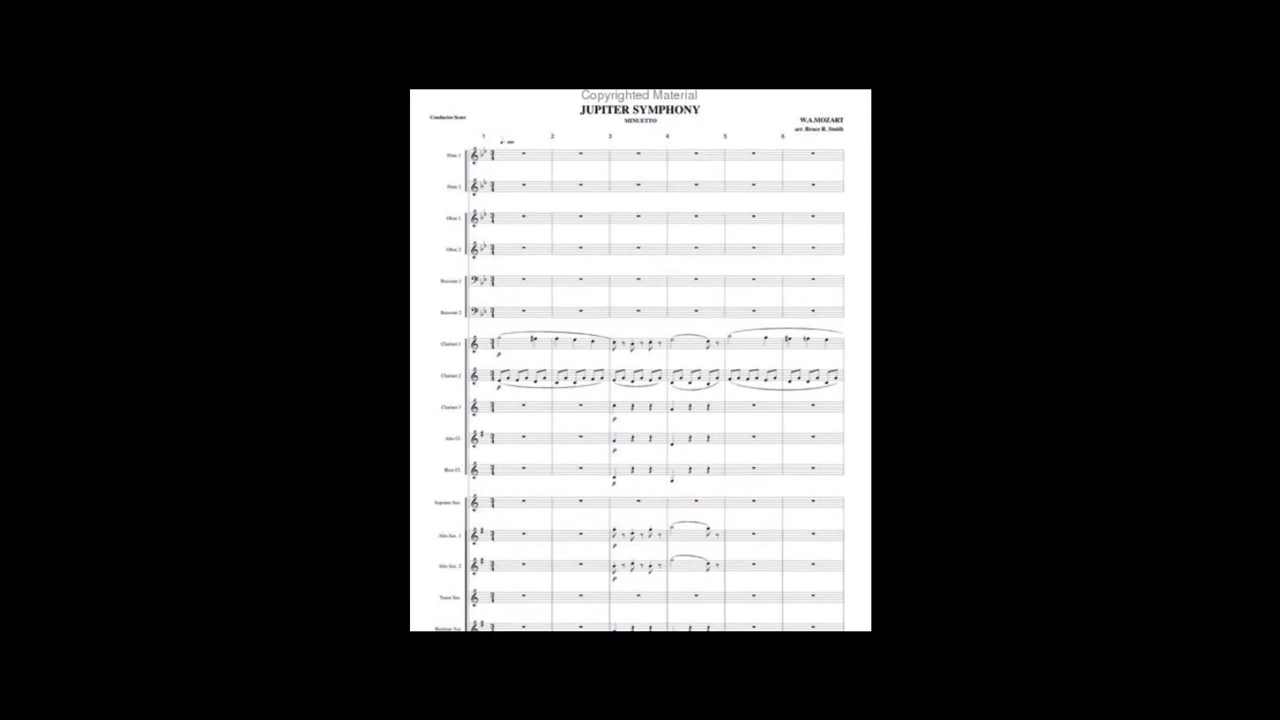 Copyrighted Material
JUPITER SYMPHONY
MINUETTO
Conductor Score
W.A.MOZART
arr. Bruce R. Smith
1 2 3 4 5 6
Flute 1
Flute 2
Oboe 1
Oboe 2
Bassoon 1
Bassoon 2
Clarinet 1
p
Clarinet 2
p
Clarinet 3
p
Alto Cl.
p
Bass Cl.
p
Soprano Sax.
Alto Sax. 1
p
Alto Sax. 2
p
Tenor Sax.
Baritone Sax.